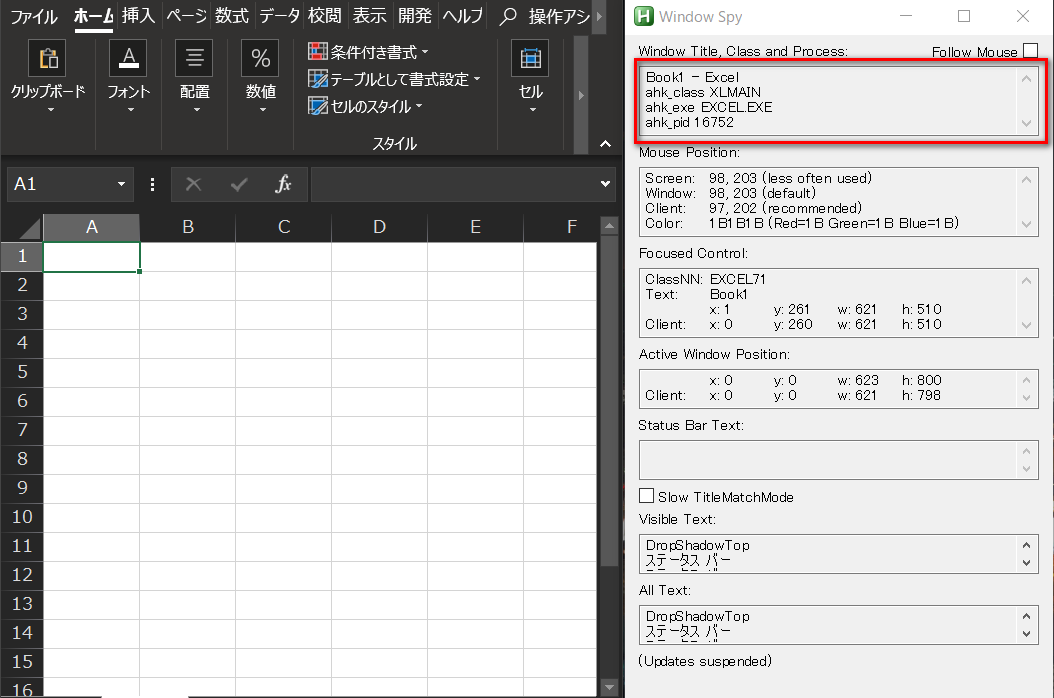 ファイル ホーム 挿入 ページ 数式 データ 校閲 表示 開発 ヘルプ 操作アシ
クリップボード
フォント
配置
%
数値
条件付き書式
テーブルとして書式設定
セルのスタイル
スタイル
セル
A1
fx
A B C D E F
1
2
3
4
5
6
7
8
9
10
11
12
13
14
15
16
H Window Spy
Window Title, Class and Process: Follow Mouse
Book1 - Excel
ahk_class XLMAIN
ahk_exe EXCEL.EXE
ahk_pid 16752
Mouse Position:
Screen: 98, 203 (less often used)
Window: 98, 203 (default)
Client: 97, 202 (recommended)
Color: 1B1B1B (Red=1B Green=1B Blue=1B)
Focused Control:
ClassNN: EXCEL71
Text: Book1
x: 1 y: 261 w: 621 h: 510
Client: x: 0 y: 260 w: 621 h: 510
Active Window Position:
x: 0 y: 0 w: 623 h: 800
Client: x: 0 y: 0 w: 621 h: 798
Status Bar Text:
Slow TitleMatchMode
Visible Text:
DropShadowTop
ステータス バー
All Text:
DropShadowTop
ステータス バー
(Updates suspended)